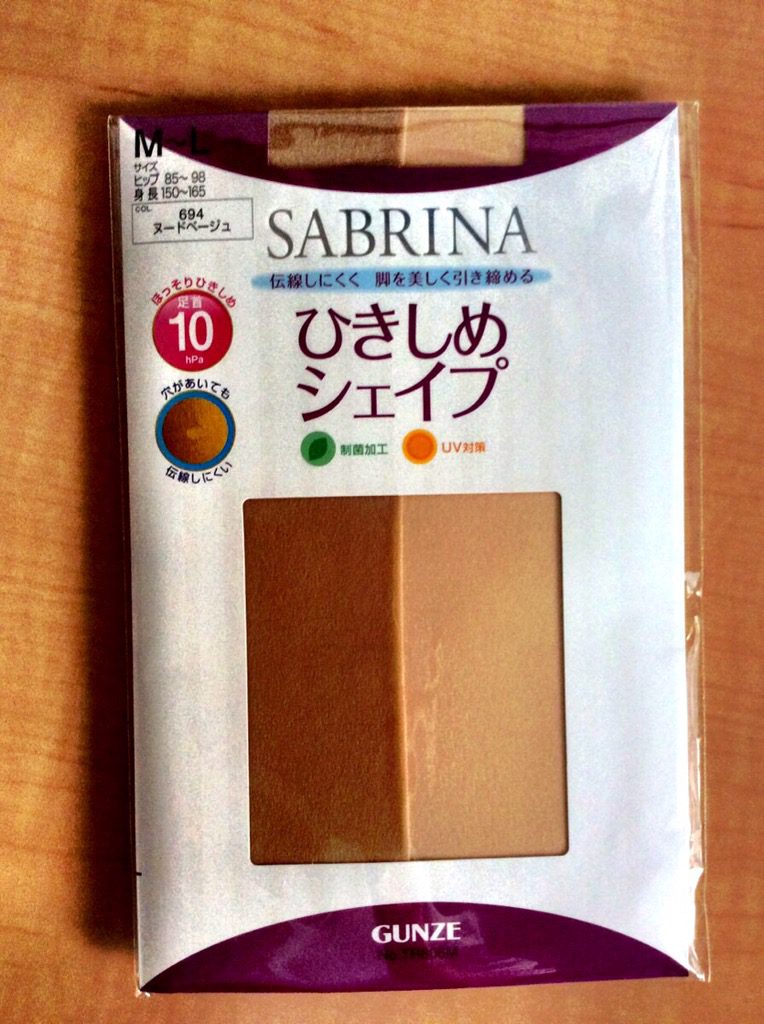 M~L
サイズ
ヒップ 85~98
身長150~165
COL.
694
ヌードベージュ
SABRINA
伝線しにくく 脚を美しく引き締める
ほっそりひきしめ
足首
10
hPa
ひきしめ
シェイプ
穴があいても
伝線しにくい
制菌加工
UV対策
GUNZE